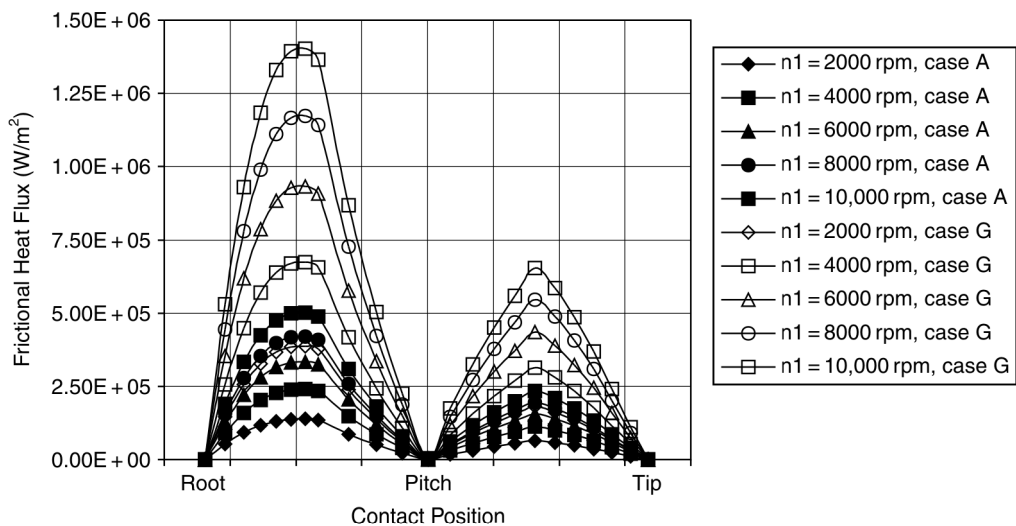 1.50E + 06
1.25E + 06
1.00E + 06
7.50E + 05
5.00E + 05
2.50E + 05
0.00E + 00
Frictional Heat Flux (W/m²)
Root
Pitch
Tip
Contact Position
n1 = 2000 rpm, case A
n1 = 4000 rpm, case A
n1 = 6000 rpm, case A
n1 = 8000 rpm, case A
n1 = 10,000 rpm, case A
n1 = 2000 rpm, case G
n1 = 4000 rpm, case G
n1 = 6000 rpm, case G
n1 = 8000 rpm, case G
n1 = 10,000 rpm, case G